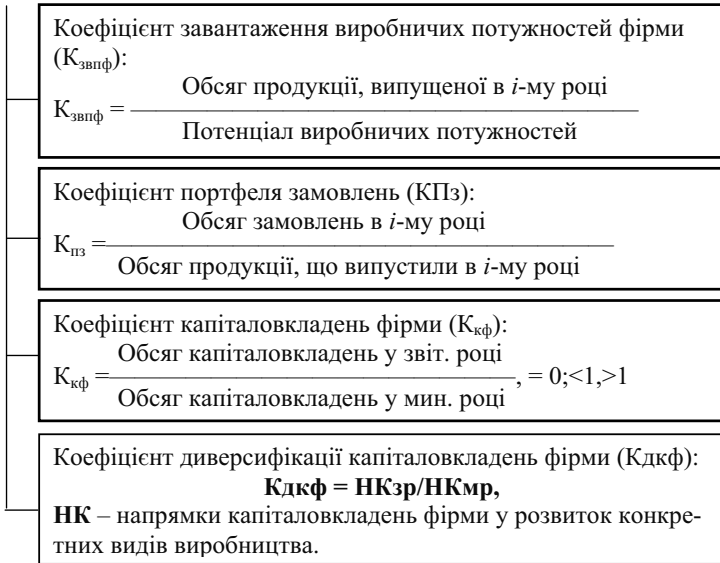 Коефіцієнт завантаження виробничих потужностей фірми
(Кзвпф):
Обсяг продукції, випущеної в i-му році
Кзвпф =
Потенціал виробничих потужностей
Коефіцієнт портфеля замовлень (КПз):
Обсяг замовлень в i-му році
Кпз =
Обсяг продукції, що випустили в i-му році
Коефіцієнт капіталовкладень фірми (Ккф):
Обсяг капіталовкладень у звіт. році
Ккф = , = 0;<1,>1
Обсяг капіталовкладень у мин. році
Коефіцієнт диверсифікації капіталовкладень фірми (Кдкф):
Кдкф = НКзр/НКмр,
НК – напрямки капіталовкладень фірми у розвиток конкре-
тних видів виробництва.